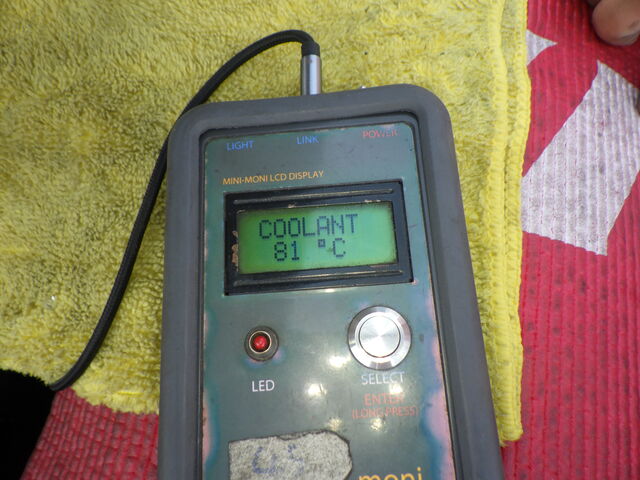 LIGHT LINK POWER
MINI-MONI LCD DISPLAY
COOLANT
81 °C
LED
SELECT
ENTER
(LONG PRESS)
moni